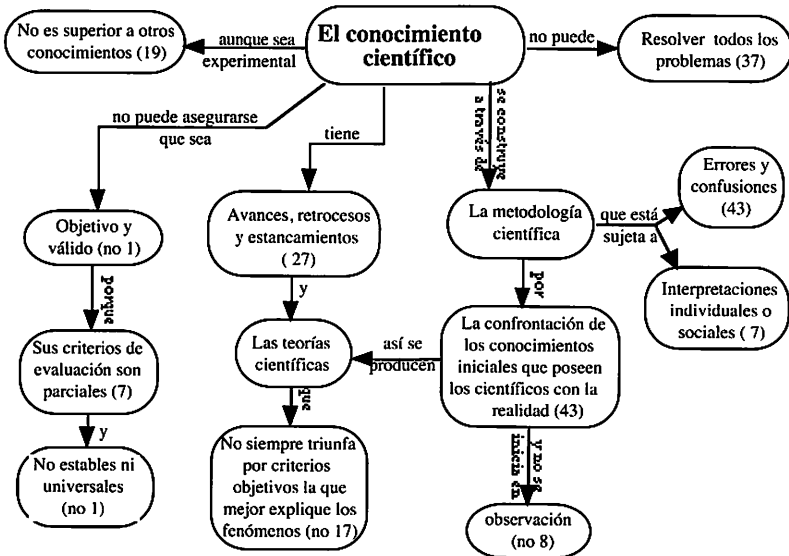 El conocimiento
científico
No es superior a otros
conocimientos (19)
aunque sea
experimental
no puede
Resolver todos los
problemas (37)
no puede asegurarse
que sea
tiene
se construye
a través de
Objetivo y
válido (no 1)
Avances, retrocesos
y estancamientos
( 27)
La metodología
científica
que está
sujeta a
Errores y
confusiones
(43)
Interpretaciones
individuales o
sociales ( 7)
porque
y
por
Sus criterios de
evaluación son
parciales (7)
Las teorías
científicas
así se
producen
La confrontación de
los conocimientos
iniciales que poseen
los científicos con la
realidad (43)
y
que
y no se
inicia en
No estables ni
universales
(no 1)
No siempre triunfa
por criterios
objetivos la que
mejor explique los
fenómenos (no 17)
observación
(no 8)